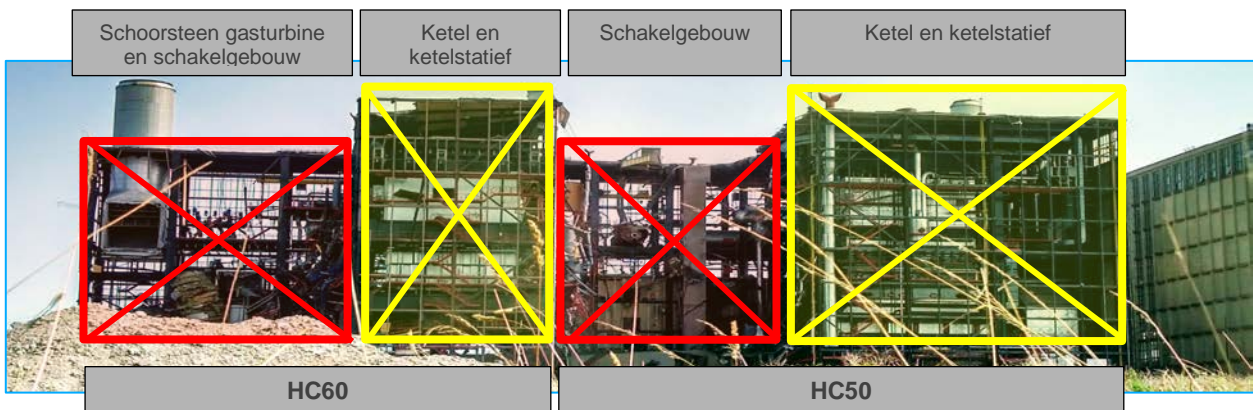 Schoorsteen gasturbine
en schakelgebouw
Ketel en
ketelstatief
Schakelgebouw
Ketel en ketelstatief
HC60
HC50